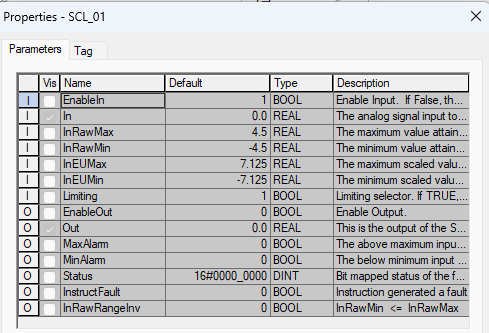 Properties - SCL_01
Parameters Tag
Vis Name Default Type Description
I EnableIn 1 BOOL Enable Input. If False, th...
I In 0.0 REAL The analog signal input to...
I InRawMax 4.5 REAL The maximum value attain...
I InRawMin -4.5 REAL The minimum value attain...
I InEUMax 7.125 REAL The maximum scaled valu...
I InEUMin -7.125 REAL The minimum scaled valu...
I Limiting 1 BOOL Limiting selector. If TRUE,...
O EnableOut 0 BOOL Enable Output.
O Out 0.0 REAL This is the output of the S...
O MaxAlarm 0 BOOL The above maximum inpu...
O MinAlarm 0 BOOL The below minimum input ...
O Status 16#0000_0000 DINT Bit mapped status of the f...
O InstructFault 0 BOOL Instruction generated a fault
O InRawRangeInv 0 BOOL InRawMin <= InRawMax